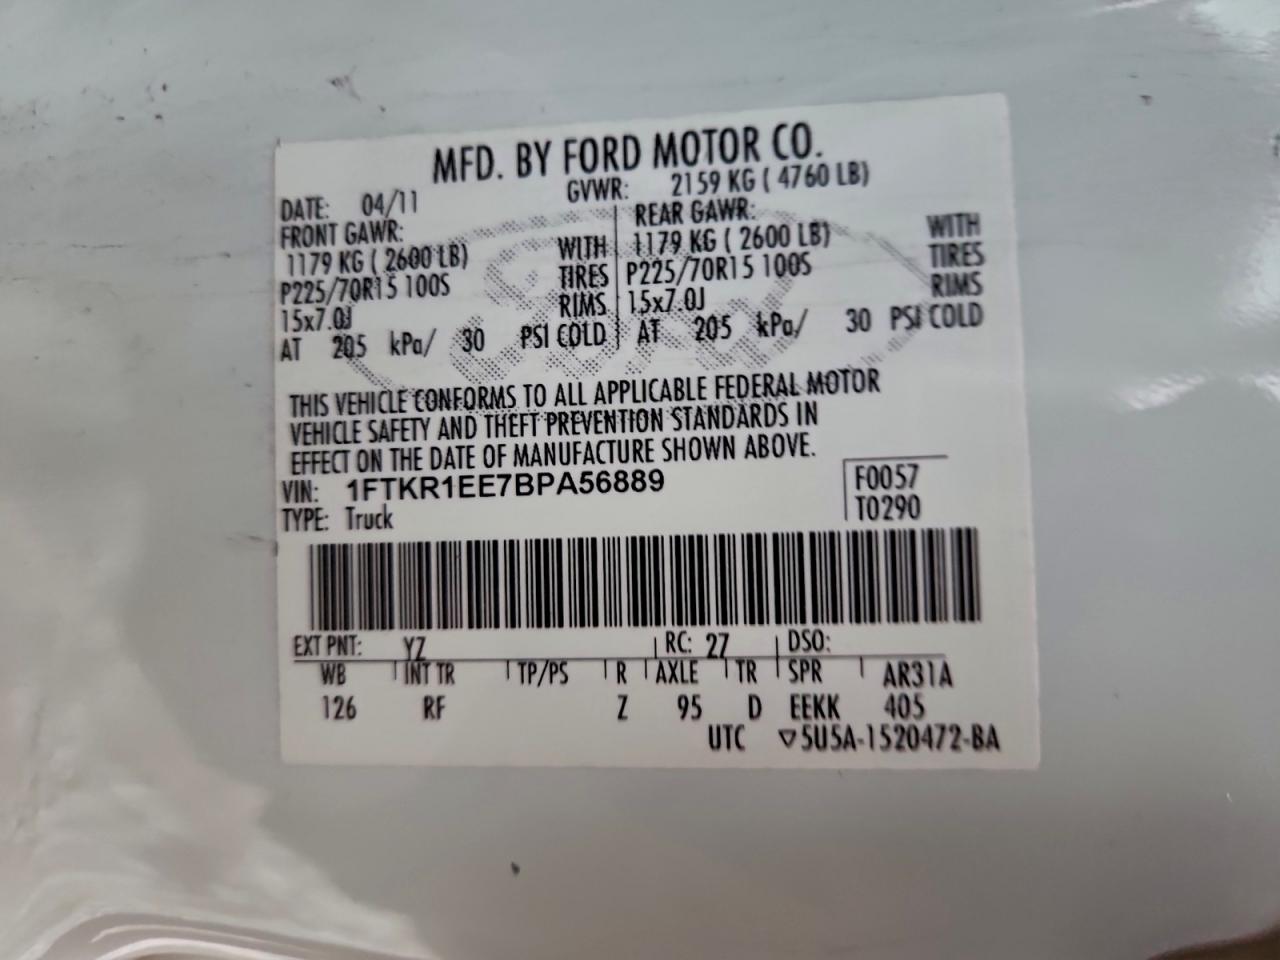 MFD. BY FORD MOTOR CO.
DATE: 04/11 GVWR: 2159 KG ( 4760 LB)
FRONT GAWR: REAR GAWR:
1179 KG ( 2600 LB) WITH 1179 KG ( 2600 LB) WITH
P225/70R15 100S TIRES P225/70R15 100S TIRES
15x7.0J RIMS 15x7.0J RIMS
AT 205 kPa/ 30 PSI COLD AT 205 kPa/ 30 PSI COLD
THIS VEHICLE CONFORMS TO ALL APPLICABLE FEDERAL MOTOR
VEHICLE SAFETY AND THEFT PREVENTION STANDARDS IN
EFFECT ON THE DATE OF MANUFACTURE SHOWN ABOVE.
VIN: 1FTKR1EE7BPA56889 F0057
TYPE: Truck T0290
EXT PNT: YZ RC: 27 DSO:
WB INT TR TP/PS R AXLE TR SPR AR31A
126 RF Z 95 D EEKK 405
UTC ▽5U5A-1520472-BA